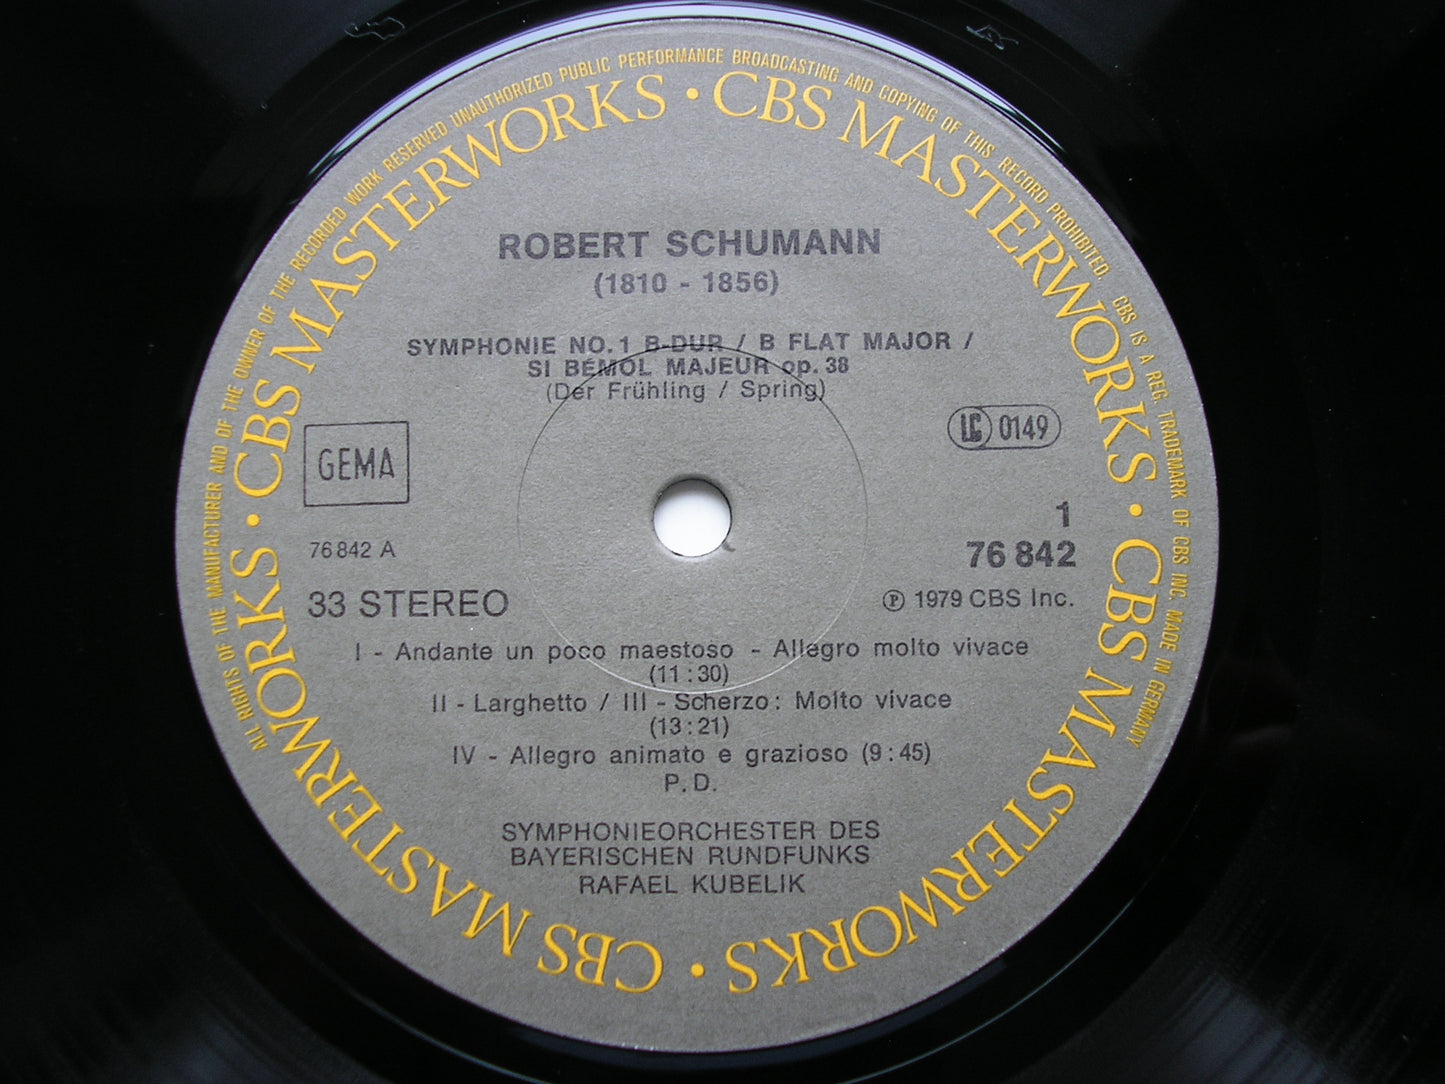 ALL RIGHTS OF THE MANUFACTURER AND OF THE OWNER OF THE RECORDED WORK RESERVED UNAUTHORIZED PUBLIC PERFORMANCE BROADCASTING AND COPYING OF THIS RECORD PROHIBITED. CBS IS A REG. TRADEMARK OF CBS INC. MADE IN GERMANY
CBS MASTERWORKS · CBS MASTERWORKS · CBS MASTERWORKS · CBS MASTERWORKS ·
ROBERT SCHUMANN
(1810 - 1856)
SYMPHONIE NO. 1 B-DUR / B FLAT MAJOR /
SI BÉMOL MAJEUR op. 38
(Der Frühling / Spring)
GEMA
LC 0149
1
76 842 A
76 842
33 STEREO
℗ 1979 CBS Inc.
I - Andante un poco maestoso - Allegro molto vivace
(11:30)
II - Larghetto / III - Scherzo: Molto vivace
(13:21)
IV - Allegro animato e grazioso (9:45)
P.D.
SYMPHONIEORCHESTER DES
BAYERISCHEN RUNDFUNKS
RAFAEL KUBELIK